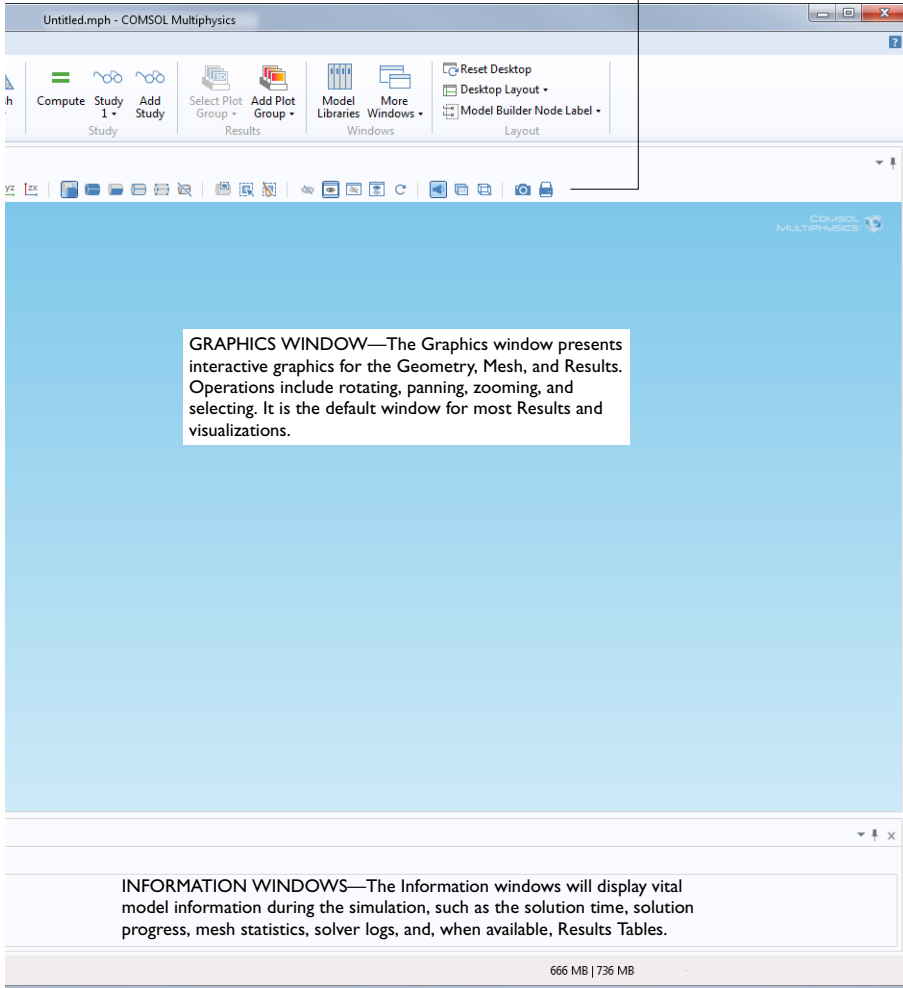 Untitled.mph - COMSOL Multiphysics
?
Compute Study 1 Add Study Select Plot Group Add Plot Group Model Libraries More Windows
Reset Desktop
Desktop Layout
Model Builder Node Label
Study Results Windows Layout
yz zx
COMSOL
MULTIPHYSICS
GRAPHICS WINDOW—The Graphics window presents
interactive graphics for the Geometry, Mesh, and Results.
Operations include rotating, panning, zooming, and
selecting. It is the default window for most Results and
visualizations.
INFORMATION WINDOWS—The Information windows will display vital
model information during the simulation, such as the solution time, solution
progress, mesh statistics, solver logs, and, when available, Results Tables.
666 MB | 736 MB